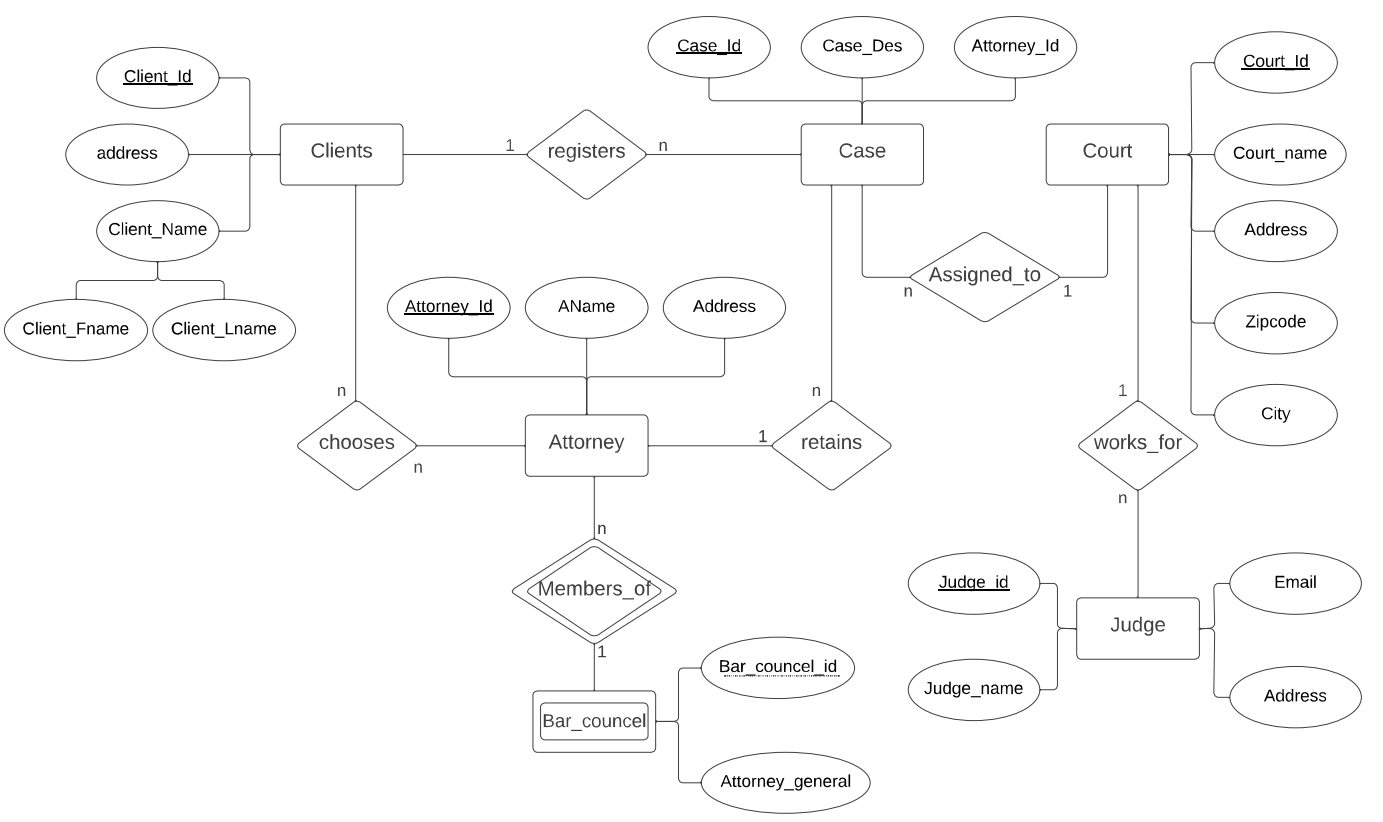 Case_Id
Case_Des
Attorney_Id
Court_Id
Client_Id
address
Clients
1
registers
n
Case
Court
Court_name
Client_Name
Address
Assigned_to
n
1
Client_Fname
Client_Lname
Attorney_Id
AName
Address
Zipcode
n
n
1
City
chooses
n
Attorney
1
retains
works_for
n
n
Members_of
1
Judge_id
Email
Judge
Judge_name
Address
Bar_councel_id
Bar_councel
Attorney_general